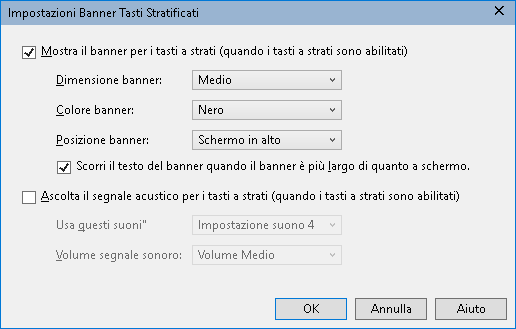 Impostazioni Banner Tasti Stratificati
Mostra il banner per i tasti a strati (quando i tasti a strati sono abilitati)
Dimensione banner: Medio
Colore banner: Nero
Posizione banner: Schermo in alto
Scorri il testo del banner quando il banner è più largo di quanto a schermo.
Ascolta il segnale acustico per i tasti a strati (quando i tasti a strati sono abilitati)
Usa questi suoni" Impostazione suono 4
Volume segnale sonoro: Volume Medio
OK Annulla Aiuto